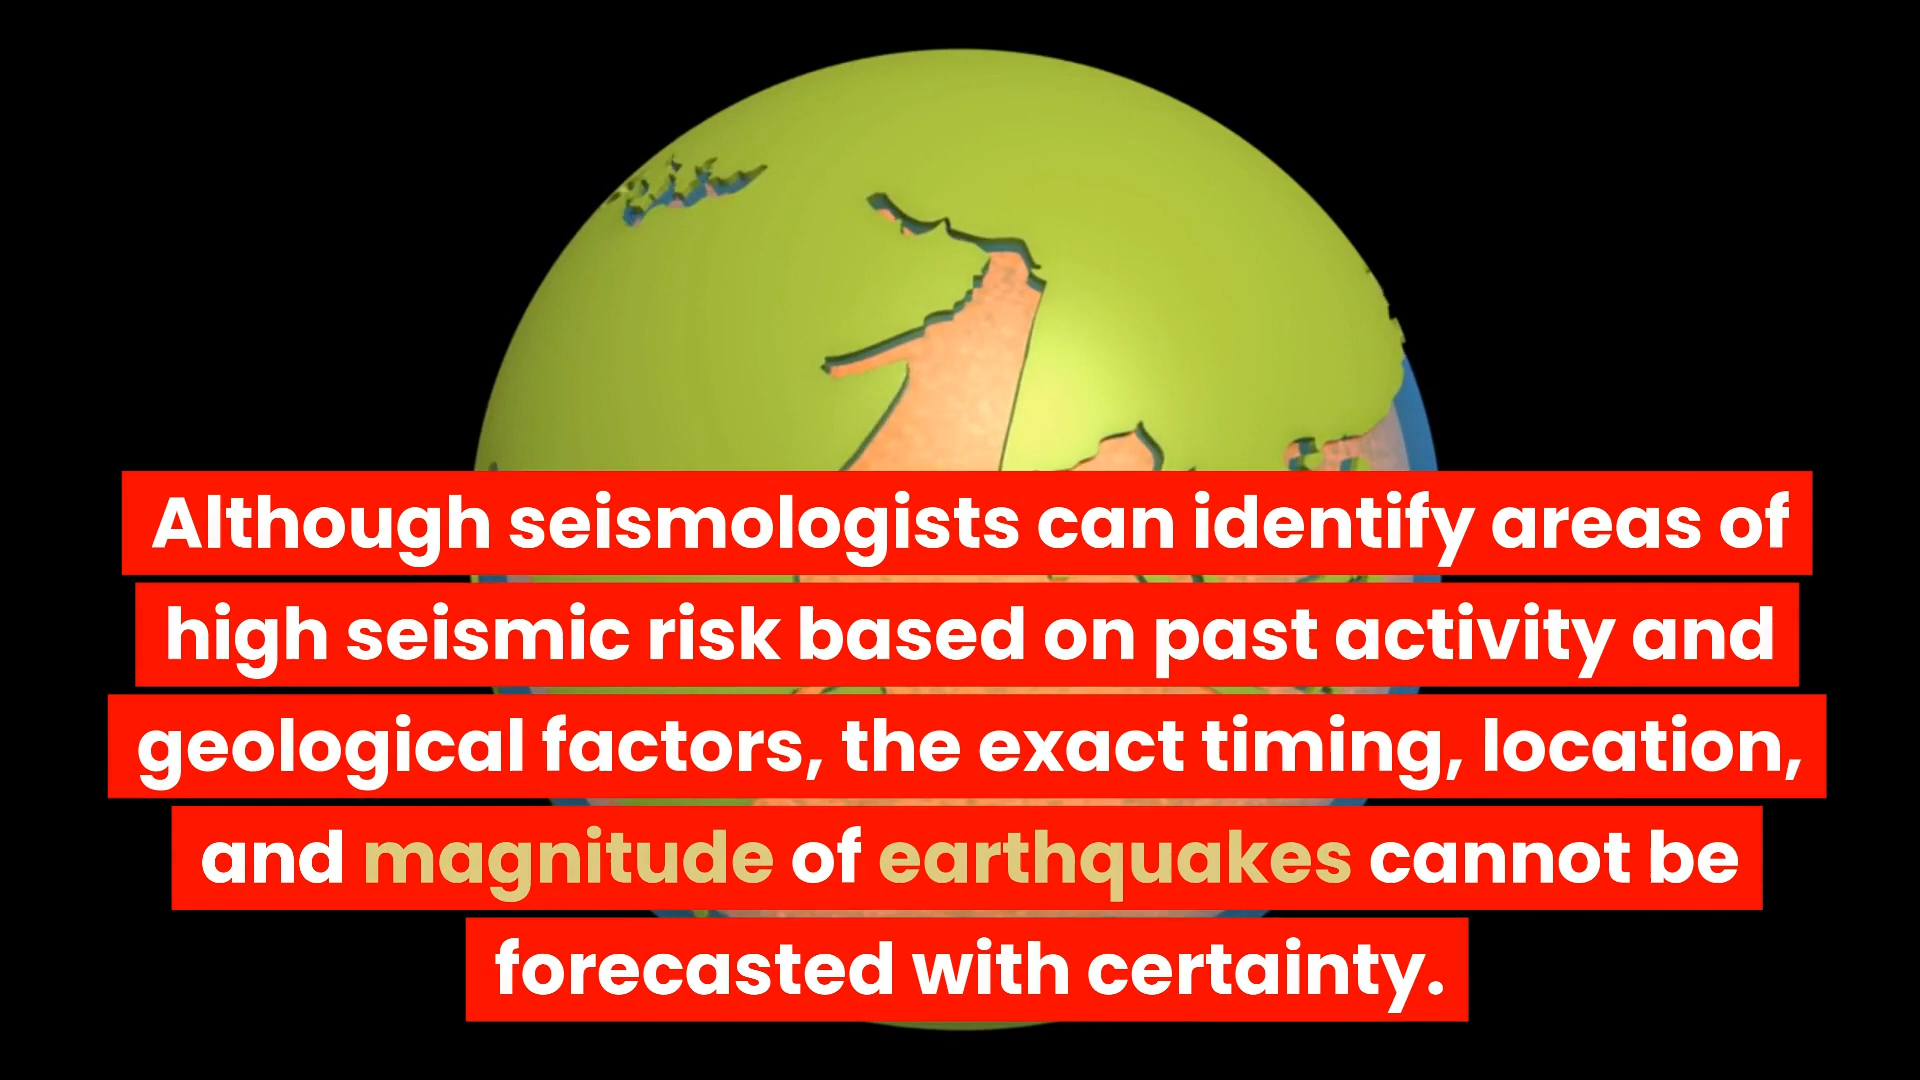 Although seismologists can identify areas of
high seismic risk based on past activity and
geological factors, the exact timing, location,
and magnitude of earthquakes cannot be
forecasted with certainty.